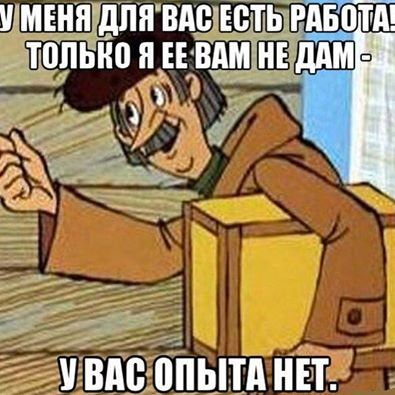 У МЕНЯ ДЛЯ ВАС ЕСТЬ РАБОТА!
ТОЛЬКО Я ЕЕ ВАМ НЕ ДАМ -
У ВАС ОПЫТА НЕТ.